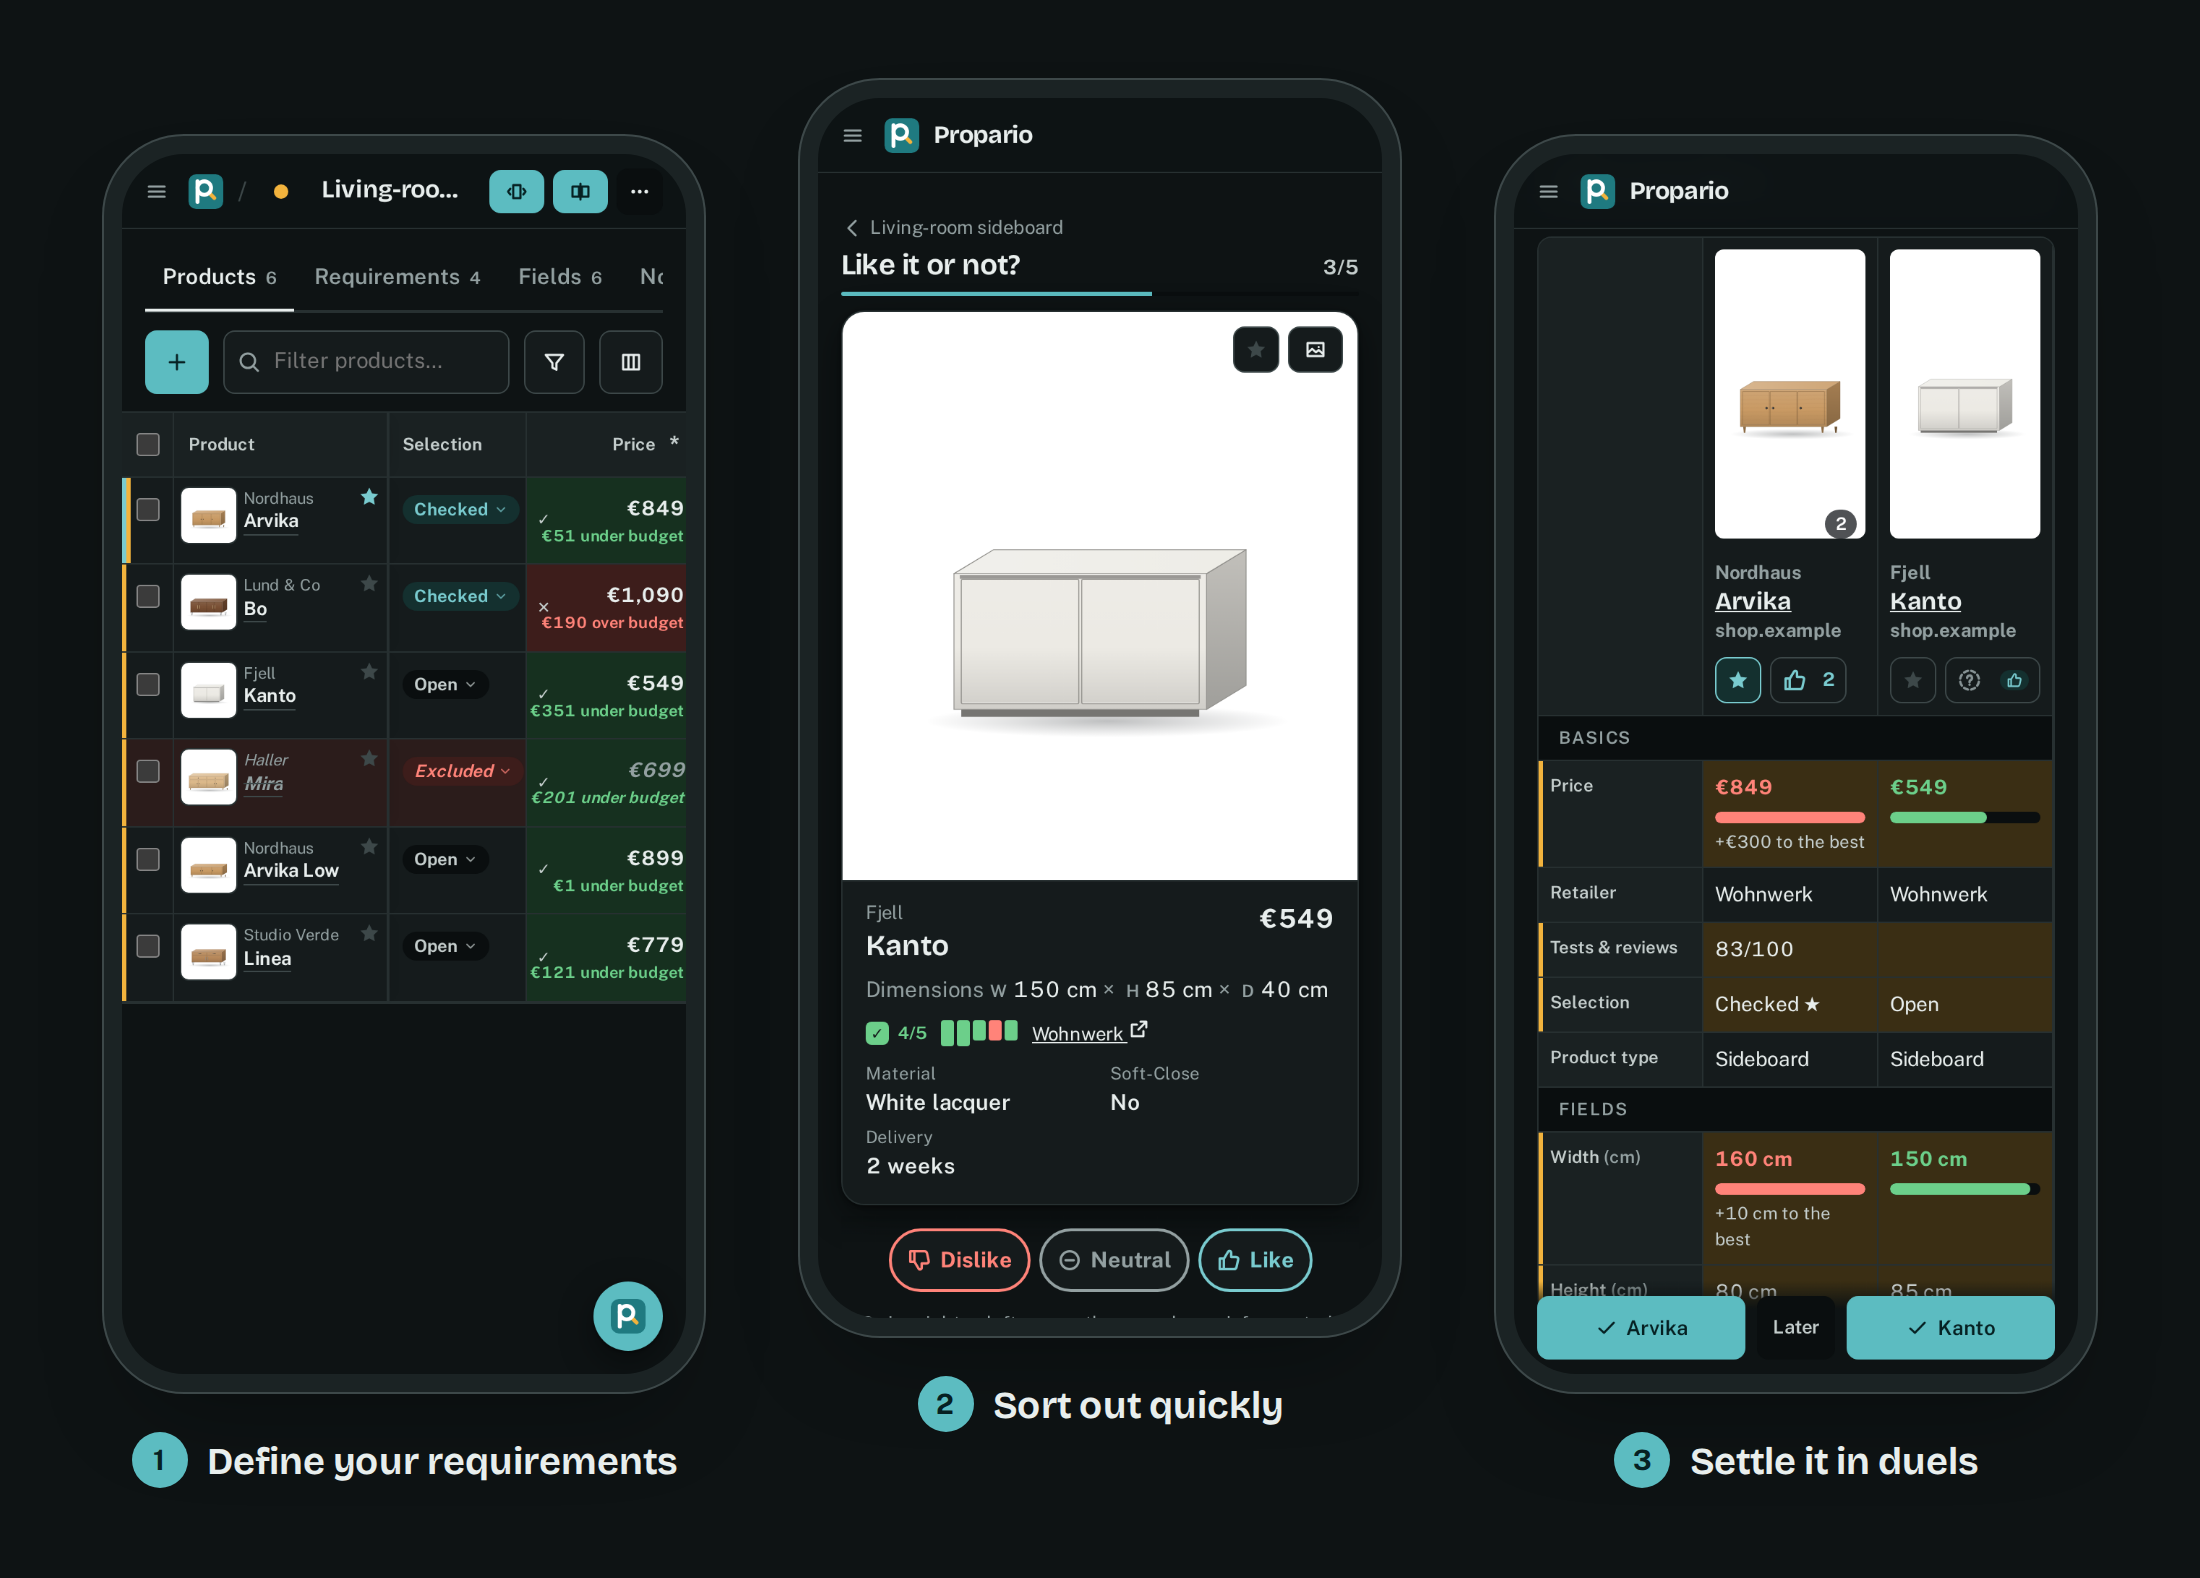 Living-roo...
Products 6
Requirements 4
Fields 6
Filter products...
Product
Selection
Price *
Nordhaus
Arvika
Checked
€849
€51 under budget
Lund & Co
Bo
Checked
€1,090
€190 over budget
Fjell
Kanto
Open
€549
€351 under budget
Haller
Mira
Excluded
€699
€201 under budget
Nordhaus
Arvika Low
Open
€899
€1 under budget
Studio Verde
Linea
Open
€779
€121 under budget
1 Define your requirements
Propario
Living-room sideboard
Like it or not?
3/5
Fjell
Kanto
€549
Dimensions W 150 cm × H 85 cm × D 40 cm
4/5 Wohnwerk
Material
White lacquer
Soft-Close
No
Delivery
2 weeks
Dislike
Neutral
Like
2 Sort out quickly
Propario
2
Nordhaus
Arvika
shop.example
2
Fjell
Kanto
shop.example
BASICS
Price
€849
+€300 to the best
€549
Retailer
Wohnwerk
Wohnwerk
Tests & reviews
83/100
Selection
Checked ★
Open
Product type
Sideboard
Sideboard
FIELDS
Width (cm)
160 cm
+10 cm to the
best
150 cm
Height (cm)
80 cm
85 cm
Arvika
Later
Kanto
3 Settle it in duels